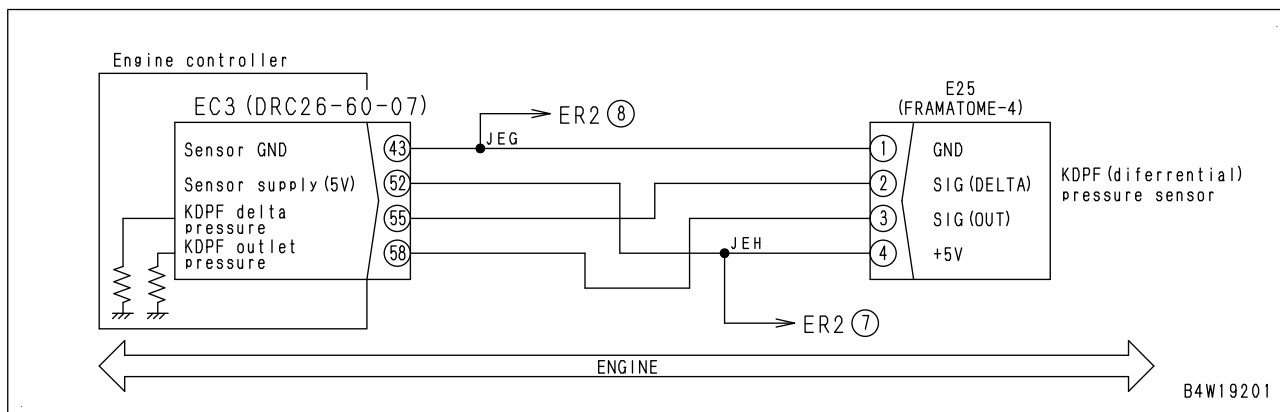 Engine controller
EC3 (DRC26-60-07)
E25
(FRAMATOME-4)
ER2 8
JEG
Sensor GND
43
1
GND
Sensor supply (5V)
52
2
SIG (DELTA)
KDPF (diferrential)
pressure sensor
KDPF delta
pressure
55
3
SIG (OUT)
KDPF outlet
pressure
58
JEH
4
+5V
ER2 7
ENGINE
B4W19201